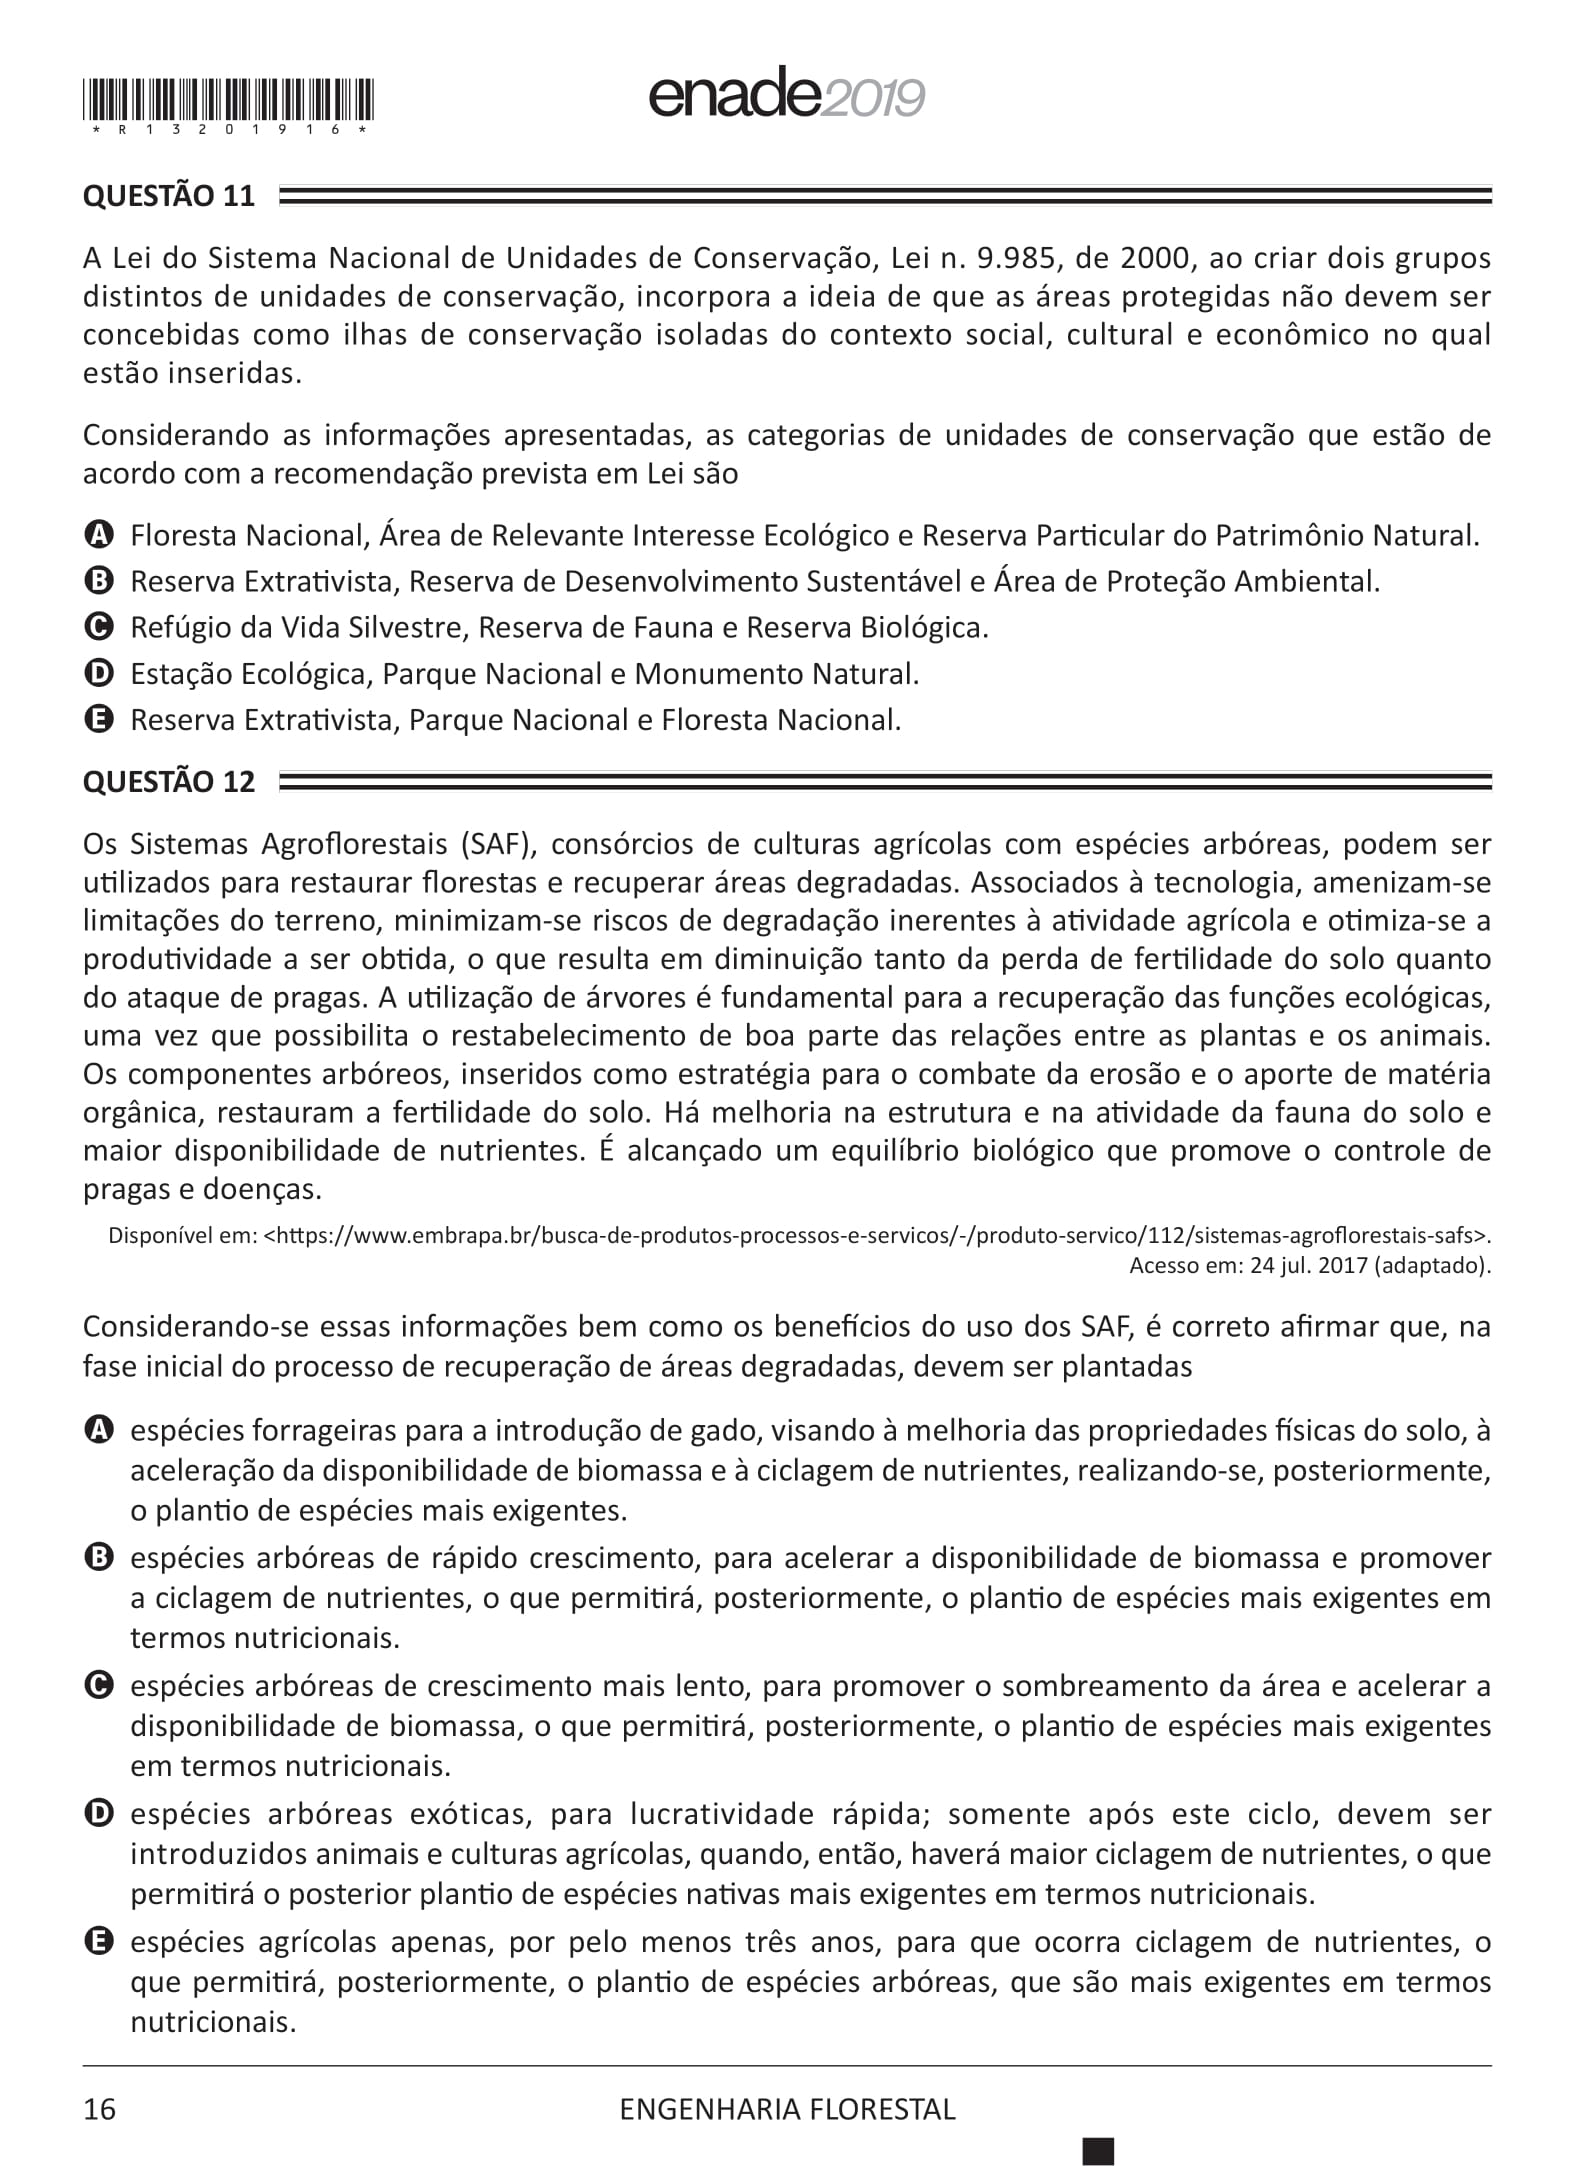 *R13201916*
enade2019
QUESTÃO 11
A Lei do Sistema Nacional de Unidades de Conservação, Lei n. 9.985, de 2000, ao criar dois grupos
distintos de unidades de conservação, incorpora a ideia de que as áreas protegidas não devem ser
concebidas como ilhas de conservação isoladas do contexto social, cultural e econômico no qual
estão inseridas.
Considerando as informações apresentadas, as categorias de unidades de conservação que estão de
acordo com a recomendação prevista em Lei são
A Floresta Nacional, Área de Relevante Interesse Ecológico e Reserva Particular do Patrimônio Natural.
B Reserva Extrativista, Reserva de Desenvolvimento Sustentável e Área de Proteção Ambiental.
C Refúgio da Vida Silvestre, Reserva de Fauna e Reserva Biológica.
D Estação Ecológica, Parque Nacional e Monumento Natural.
E Reserva Extrativista, Parque Nacional e Floresta Nacional.
QUESTÃO 12
Os Sistemas Agroflorestais (SAF), consórcios de culturas agrícolas com espécies arbóreas, podem ser
utilizados para restaurar florestas e recuperar áreas degradadas. Associados à tecnologia, amenizam-se
limitações do terreno, minimizam-se riscos de degradação inerentes à atividade agrícola e otimiza-se a
produtividade a ser obtida, o que resulta em diminuição tanto da perda de fertilidade do solo quanto
do ataque de pragas. A utilização de árvores é fundamental para a recuperação das funções ecológicas,
uma vez que possibilita o restabelecimento de boa parte das relações entre as plantas e os animais.
Os componentes arbóreos, inseridos como estratégia para o combate da erosão e o aporte de matéria
orgânica, restauram a fertilidade do solo. Há melhoria na estrutura e na atividade da fauna do solo e
maior disponibilidade de nutrientes. É alcançado um equilíbrio biológico que promove o controle de
pragas e doenças.
Disponível em: <https://www.embrapa.br/busca-de-produtos-processos-e-servicos/-/produto-servico/112/sistemas-agroflorestais-safs>.
Acesso em: 24 jul. 2017 (adaptado).
Considerando-se essas informações bem como os benefícios do uso dos SAF, é correto afirmar que, na
fase inicial do processo de recuperação de áreas degradadas, devem ser plantadas
A espécies forrageiras para a introdução de gado, visando à melhoria das propriedades físicas do solo, à
aceleração da disponibilidade de biomassa e à ciclagem de nutrientes, realizando-se, posteriormente,
o plantio de espécies mais exigentes.
B espécies arbóreas de rápido crescimento, para acelerar a disponibilidade de biomassa e promover
a ciclagem de nutrientes, o que permitirá, posteriormente, o plantio de espécies mais exigentes em
termos nutricionais.
C espécies arbóreas de crescimento mais lento, para promover o sombreamento da área e acelerar a
disponibilidade de biomassa, o que permitirá, posteriormente, o plantio de espécies mais exigentes
em termos nutricionais.
D espécies arbóreas exóticas, para lucratividade rápida; somente após este ciclo, devem ser
introduzidos animais e culturas agrícolas, quando, então, haverá maior ciclagem de nutrientes, o que
permitirá o posterior plantio de espécies nativas mais exigentes em termos nutricionais.
E espécies agrícolas apenas, por pelo menos três anos, para que ocorra ciclagem de nutrientes, o
que permitirá, posteriormente, o plantio de espécies arbóreas, que são mais exigentes em termos
nutricionais.
16
ENGENHARIA FLORESTAL